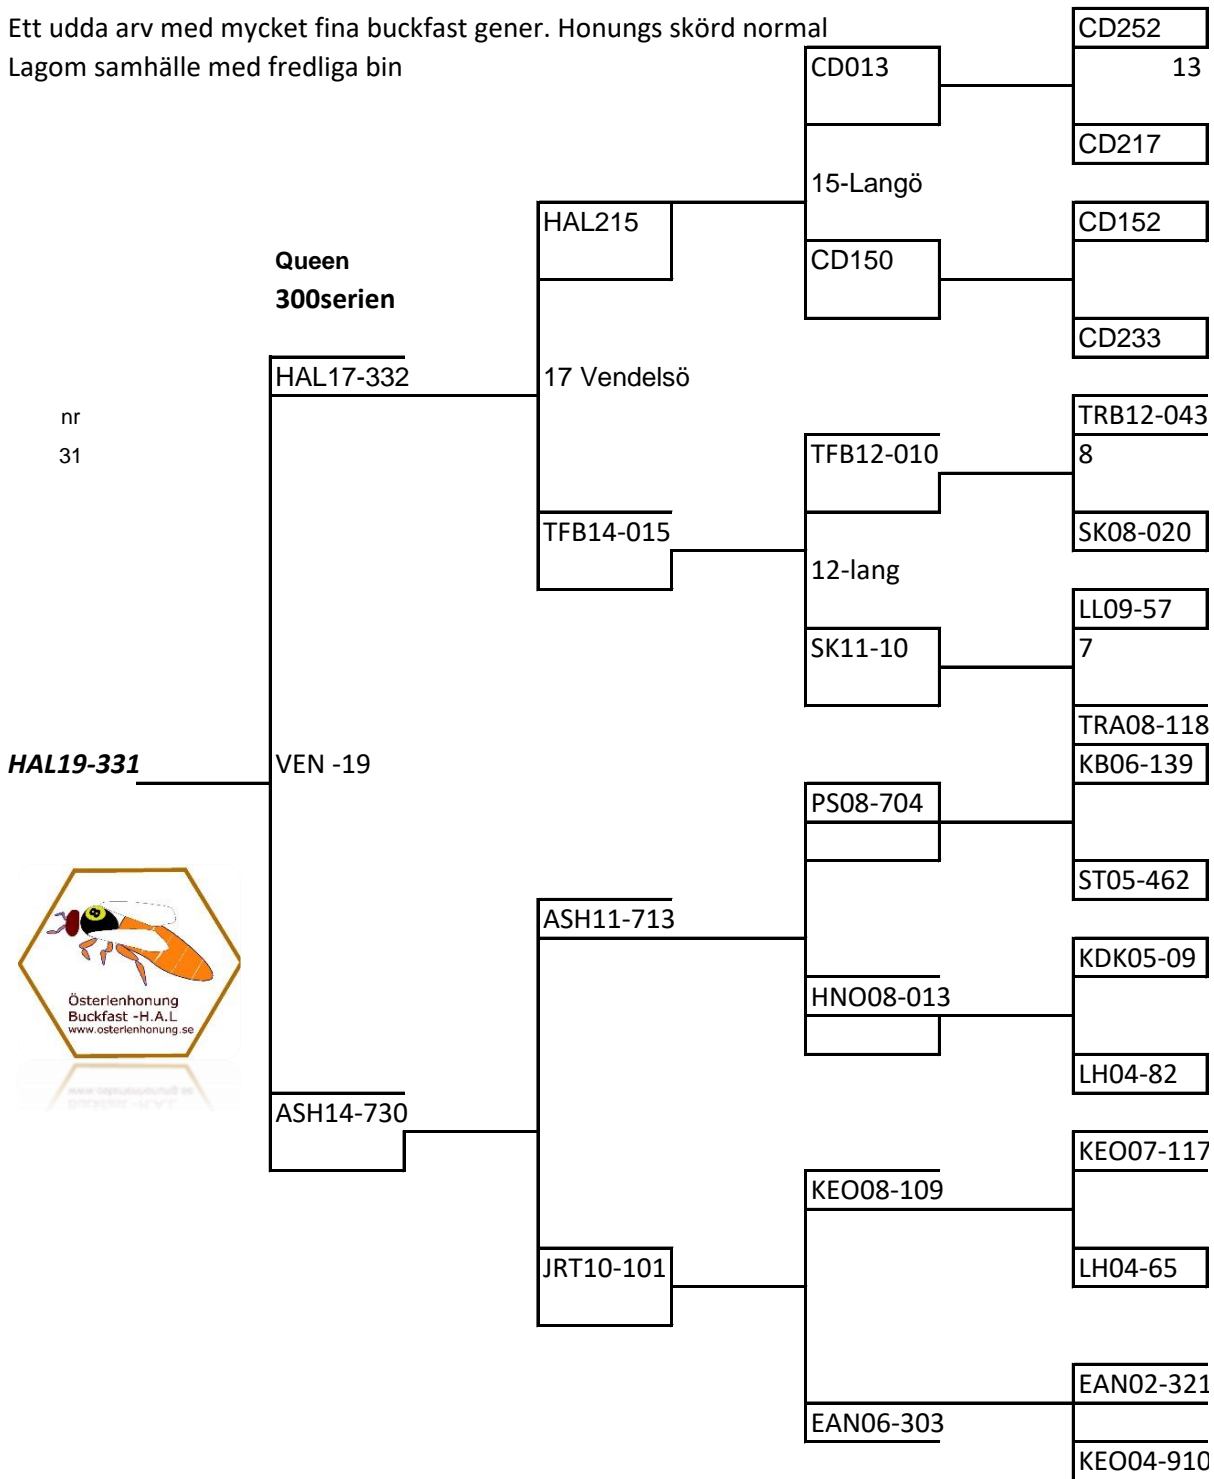 Ett udda arv med mycket fina buckfast gener. Honungs skörd normal
Lagom samhälle med fredliga bin
CD252
CD013
13
CD217
15-Langö
HAL215
CD152
Queen
CD150
300serien
CD233
HAL17-332
17 Vendelsö
nr
TRB12-043
31
TFB12-010
8
TFB14-015
SK08-020
12-lang
LL09-57
SK11-10
7
TRA08-118
HAL19-331
VEN -19
KB06-139
PS08-704
ST05-462
ASH11-713
KDK05-09
8
Österlenhonung
Buckfast -H.A.L
www.osterlenhonung.se
HNO08-013
LH04-82
ASH14-730
KEO07-117
KEO08-109
JRT10-101
LH04-65
EAN02-321
EAN06-303
KEO04-910